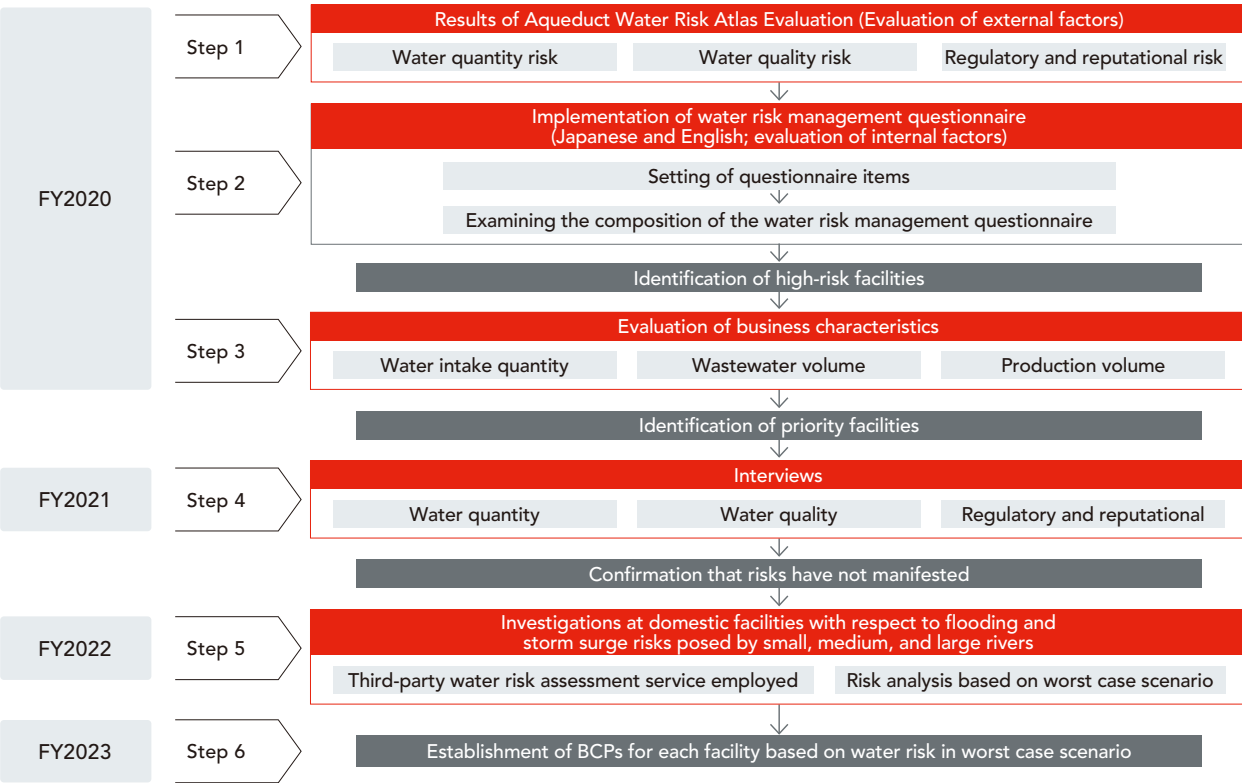 FY2020
Step 1
Results of Aqueduct Water Risk Atlas Evaluation (Evaluation of external factors)
Water quantity risk
Water quality risk
Regulatory and reputational risk
Step 2
Implementation of water risk management questionnaire
(Japanese and English; evaluation of internal factors)
Setting of questionnaire items
Examining the composition of the water risk management questionnaire
Identification of high-risk facilities
Step 3
Evaluation of business characteristics
Water intake quantity
Wastewater volume
Production volume
Identification of priority facilities
FY2021
Step 4
Interviews
Water quantity
Water quality
Regulatory and reputational
Confirmation that risks have not manifested
FY2022
Step 5
Investigations at domestic facilities with respect to flooding and
storm surge risks posed by small, medium, and large rivers
Third-party water risk assessment service employed
Risk analysis based on worst case scenario
FY2023
Step 6
Establishment of BCPs for each facility based on water risk in worst case scenario